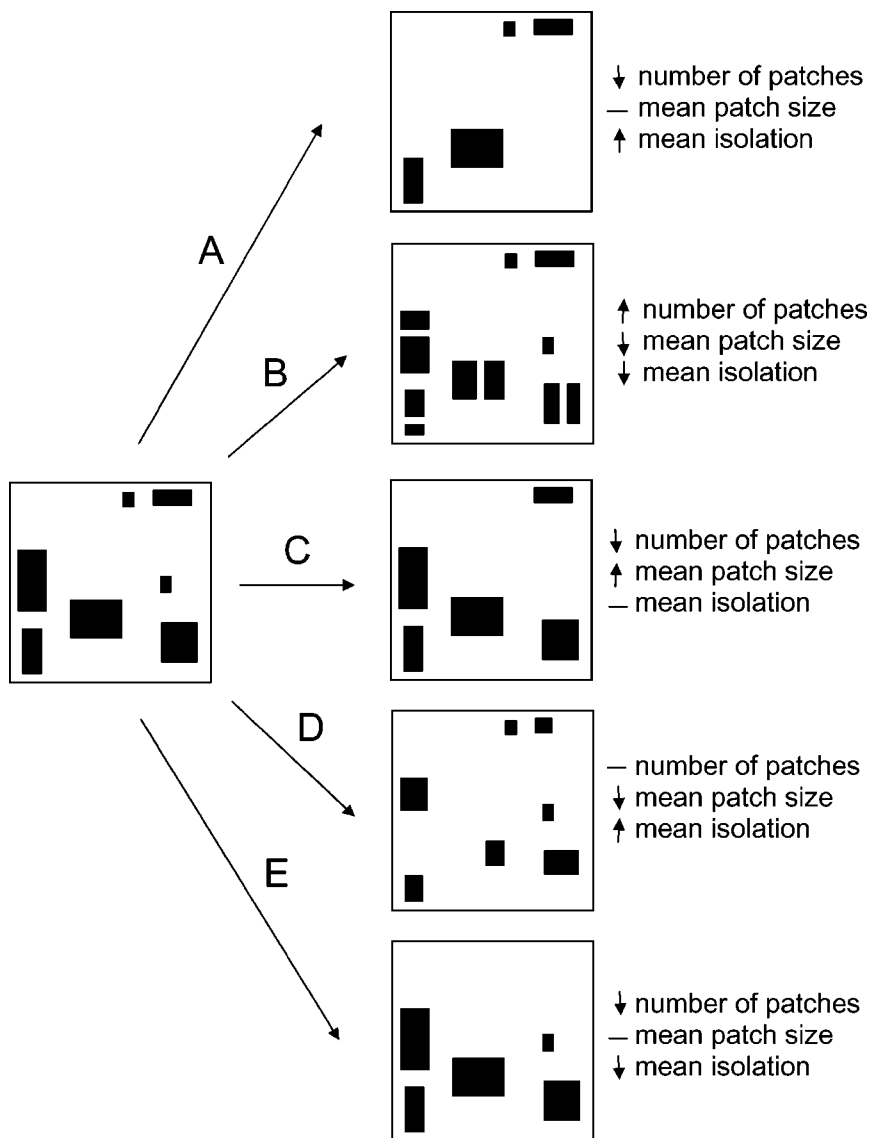 ↓ number of patches
– mean patch size
↑ mean isolation
A
↑ number of patches
↓ mean patch size
↓ mean isolation
B
↓ number of patches
↑ mean patch size
– mean isolation
C
D
– number of patches
↓ mean patch size
↑ mean isolation
E
↓ number of patches
– mean patch size
↓ mean isolation